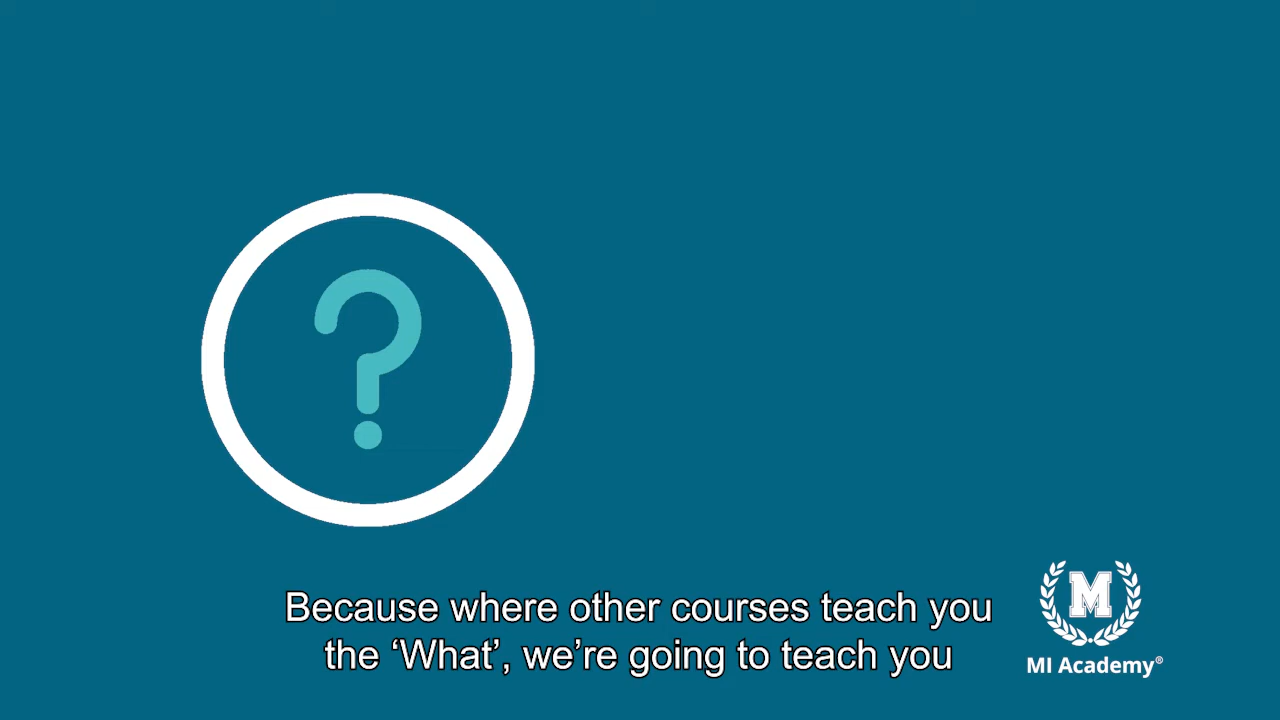 ?
Because where other courses teach you
the ‘What’, we’re going to teach you
M
MI Academy®